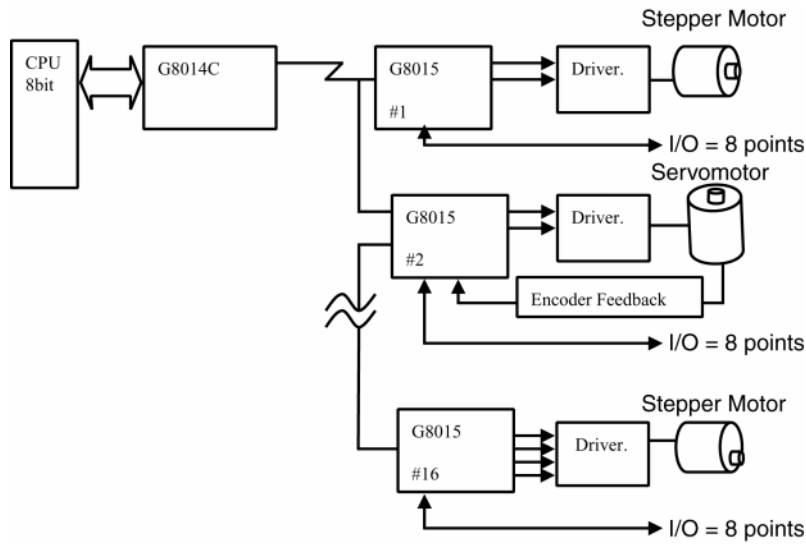 Stepper Motor
CPU
8bit
G8014C
G8015
#1
Driver.
I/O = 8 points
Servomotor
G8015
#2
Driver.
Encoder Feedback
I/O = 8 points
Stepper Motor
G8015
#16
Driver.
I/O = 8 points